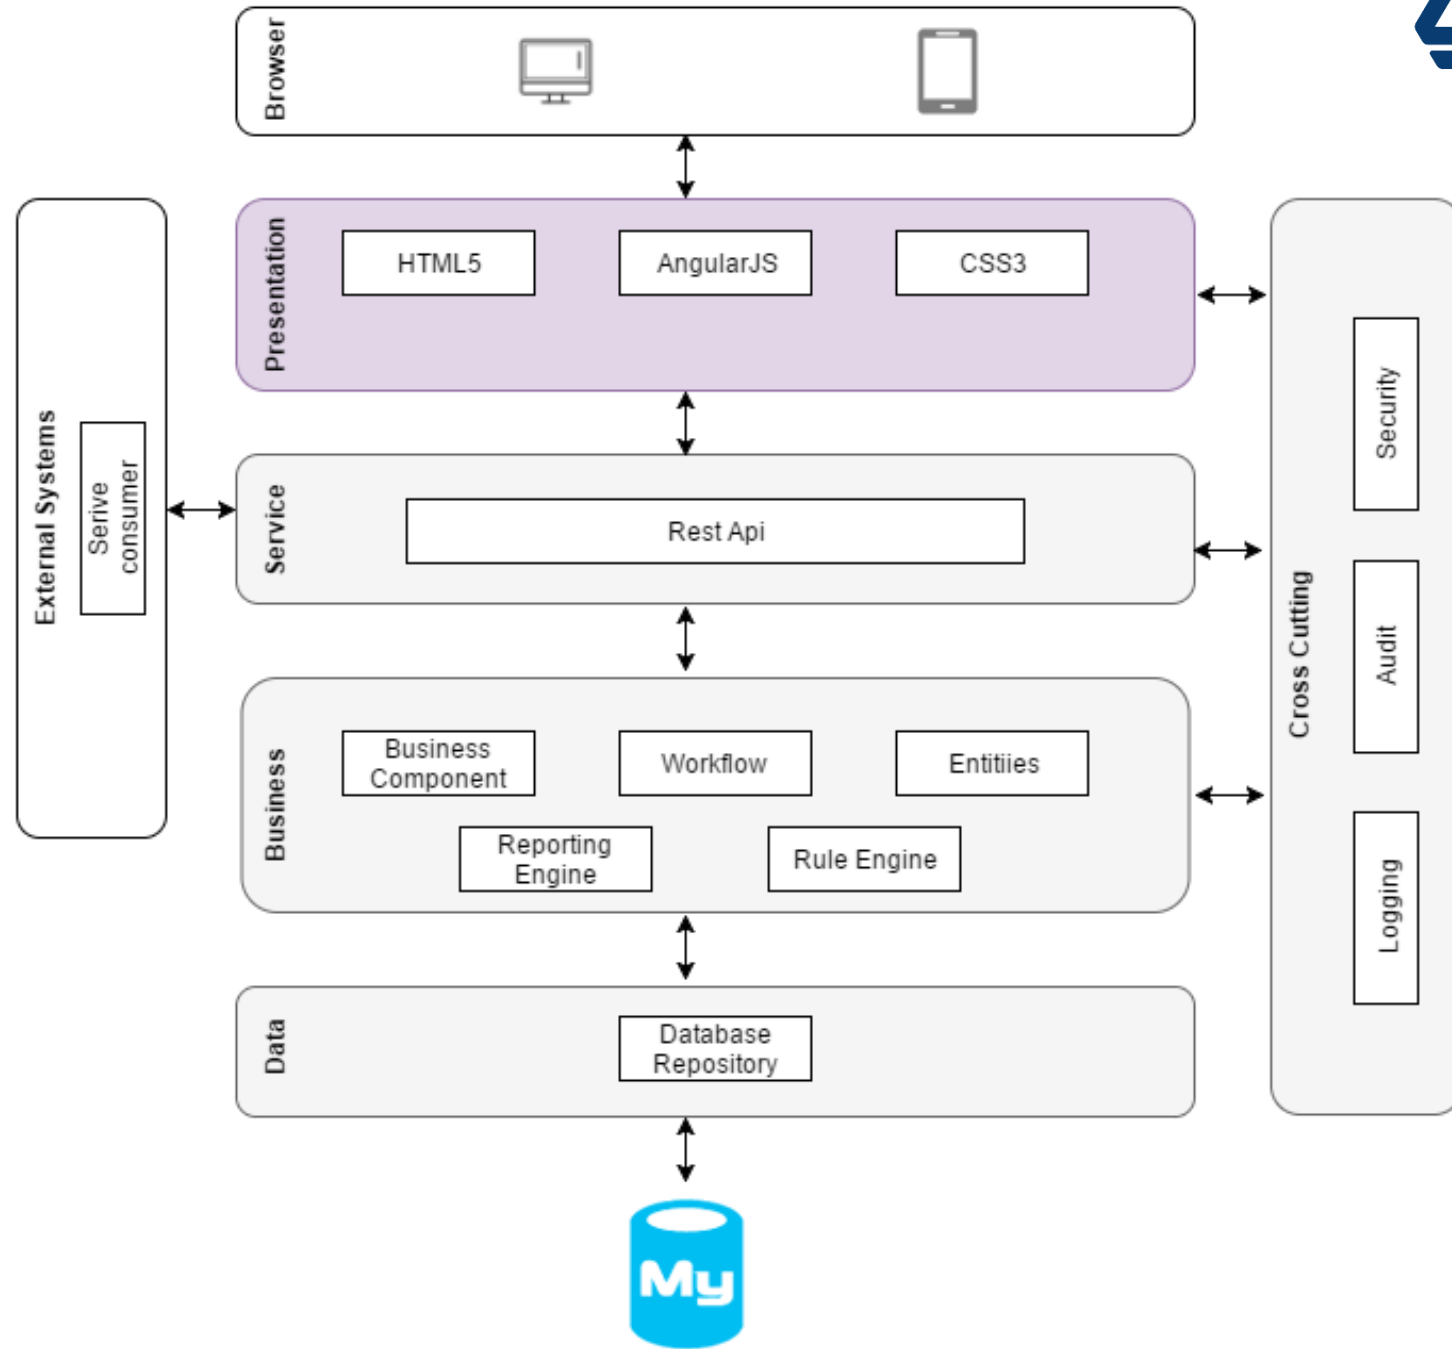 Browser
Presentation
HTML5
AngularJS
CSS3
External Systems
Serive
consumer
Service
Rest Api
Cross Cutting
Security
Audit
Logging
Business
Business
Component
Workflow
Entitiies
Reporting
Engine
Rule Engine
Data
Database
Repository
My